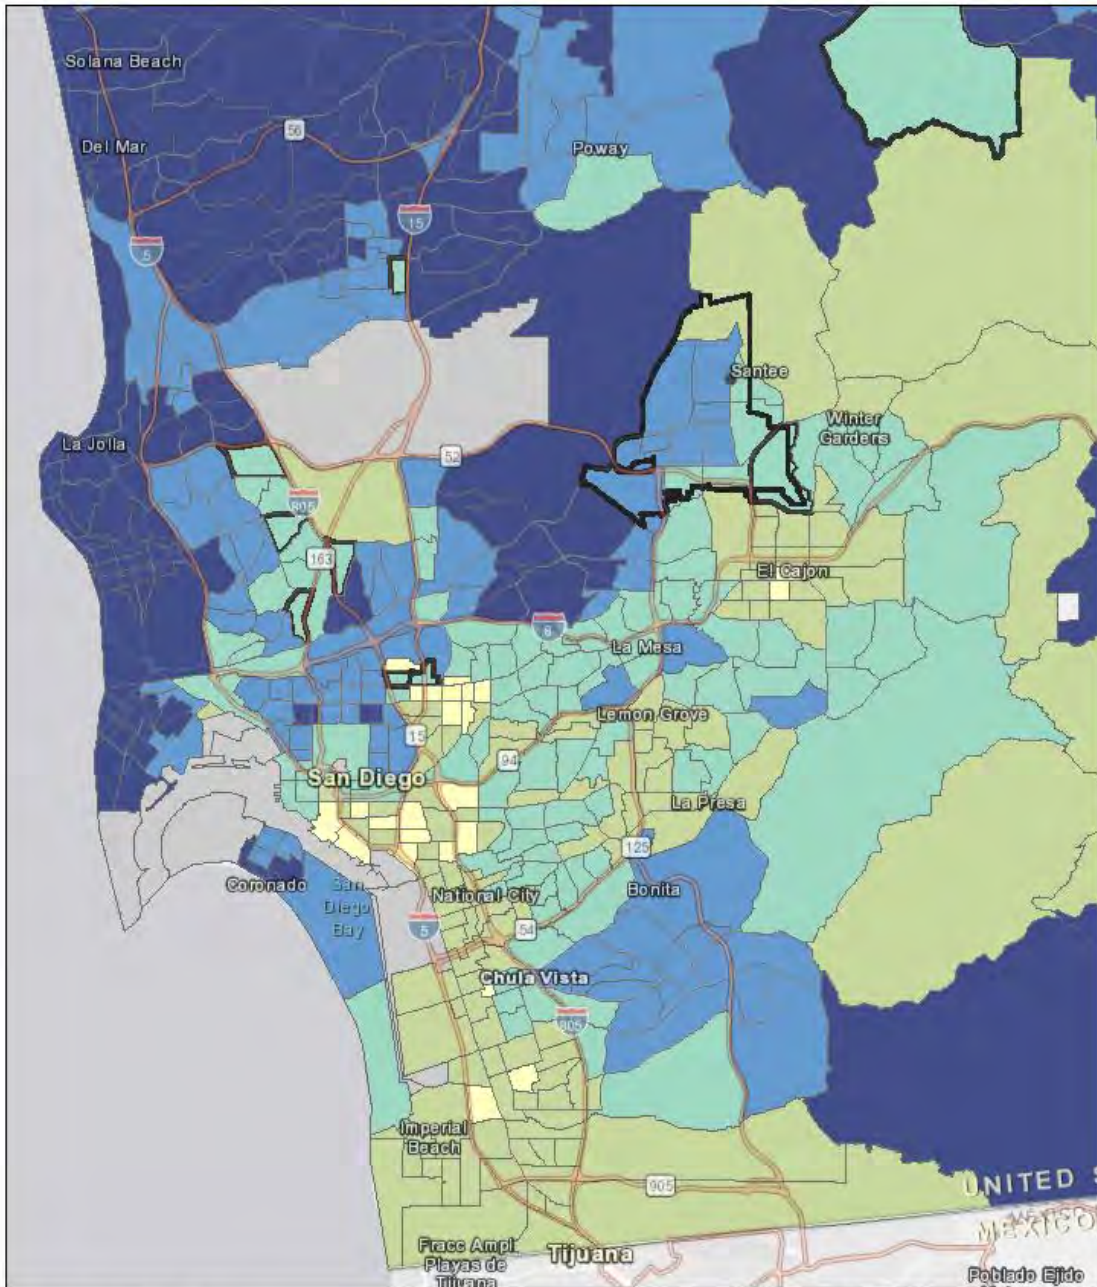 Solana Beach
56
Del Mar
Poway
15
5
Santee
La Jolla
Winter
Gardens
52
805
163
El Cajon
8
La Mesa
Lemon Grove
15
94
San Diego
La Presa
125
Coronado
San
Diego
Bay
National City
Bonita
5
54
Chula Vista
805
Imperial
Beach
905
UNITED S
MEXICO
Fracc Ampl
Playas de
Tijuana
Tijuana
Poblado Ejido